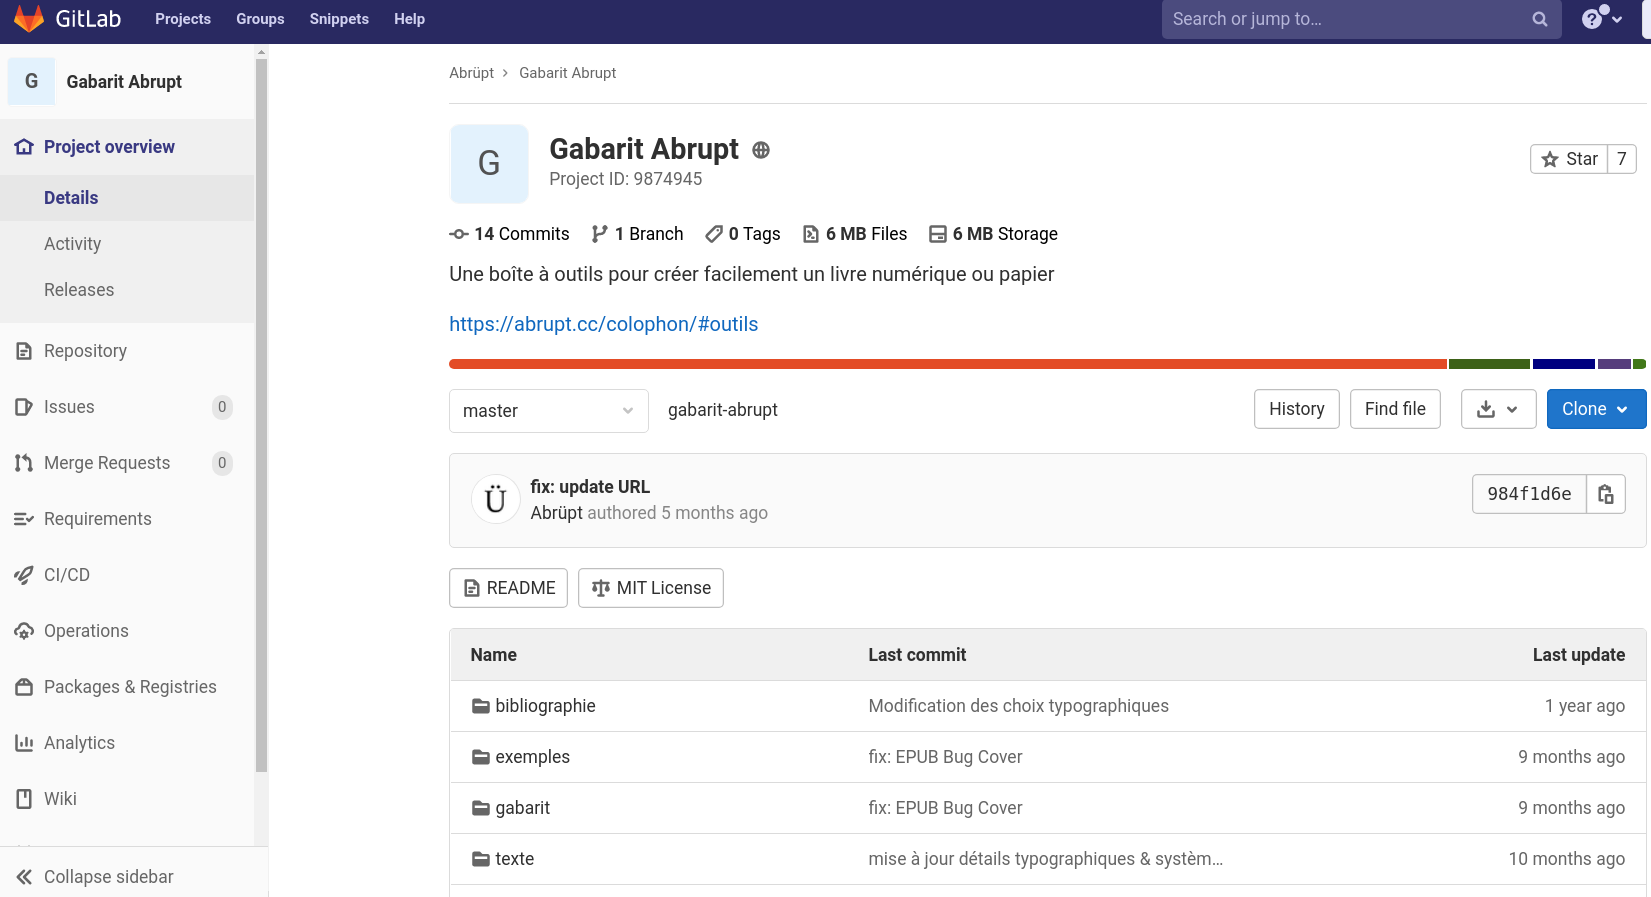 GitLab Projects Groups Snippets Help Search or jump to... ?
G Gabarit Abrupt
Project overview
Details
Activity
Releases
Repository
Issues 0
Merge Requests 0
Requirements
CI/CD
Operations
Packages & Registries
Analytics
Wiki
Collapse sidebar
Abrüpt > Gabarit Abrupt
G
Gabarit Abrupt
Project ID: 9874945
Star 7
14 Commits 1 Branch 0 Tags 6 MB Files 6 MB Storage
Une boîte à outils pour créer facilement un livre numérique ou papier
https://abrupt.cc/colophon/#outils
master gabarit-abrupt History Find file Clone
Ü
fix: update URL
Abrüpt authored 5 months ago
984f1d6e
README MIT License
Name Last commit Last update
bibliographie Modification des choix typographiques 1 year ago
exemples fix: EPUB Bug Cover 9 months ago
gabarit fix: EPUB Bug Cover 9 months ago
texte mise à jour détails typographiques & systèm... 10 months ago